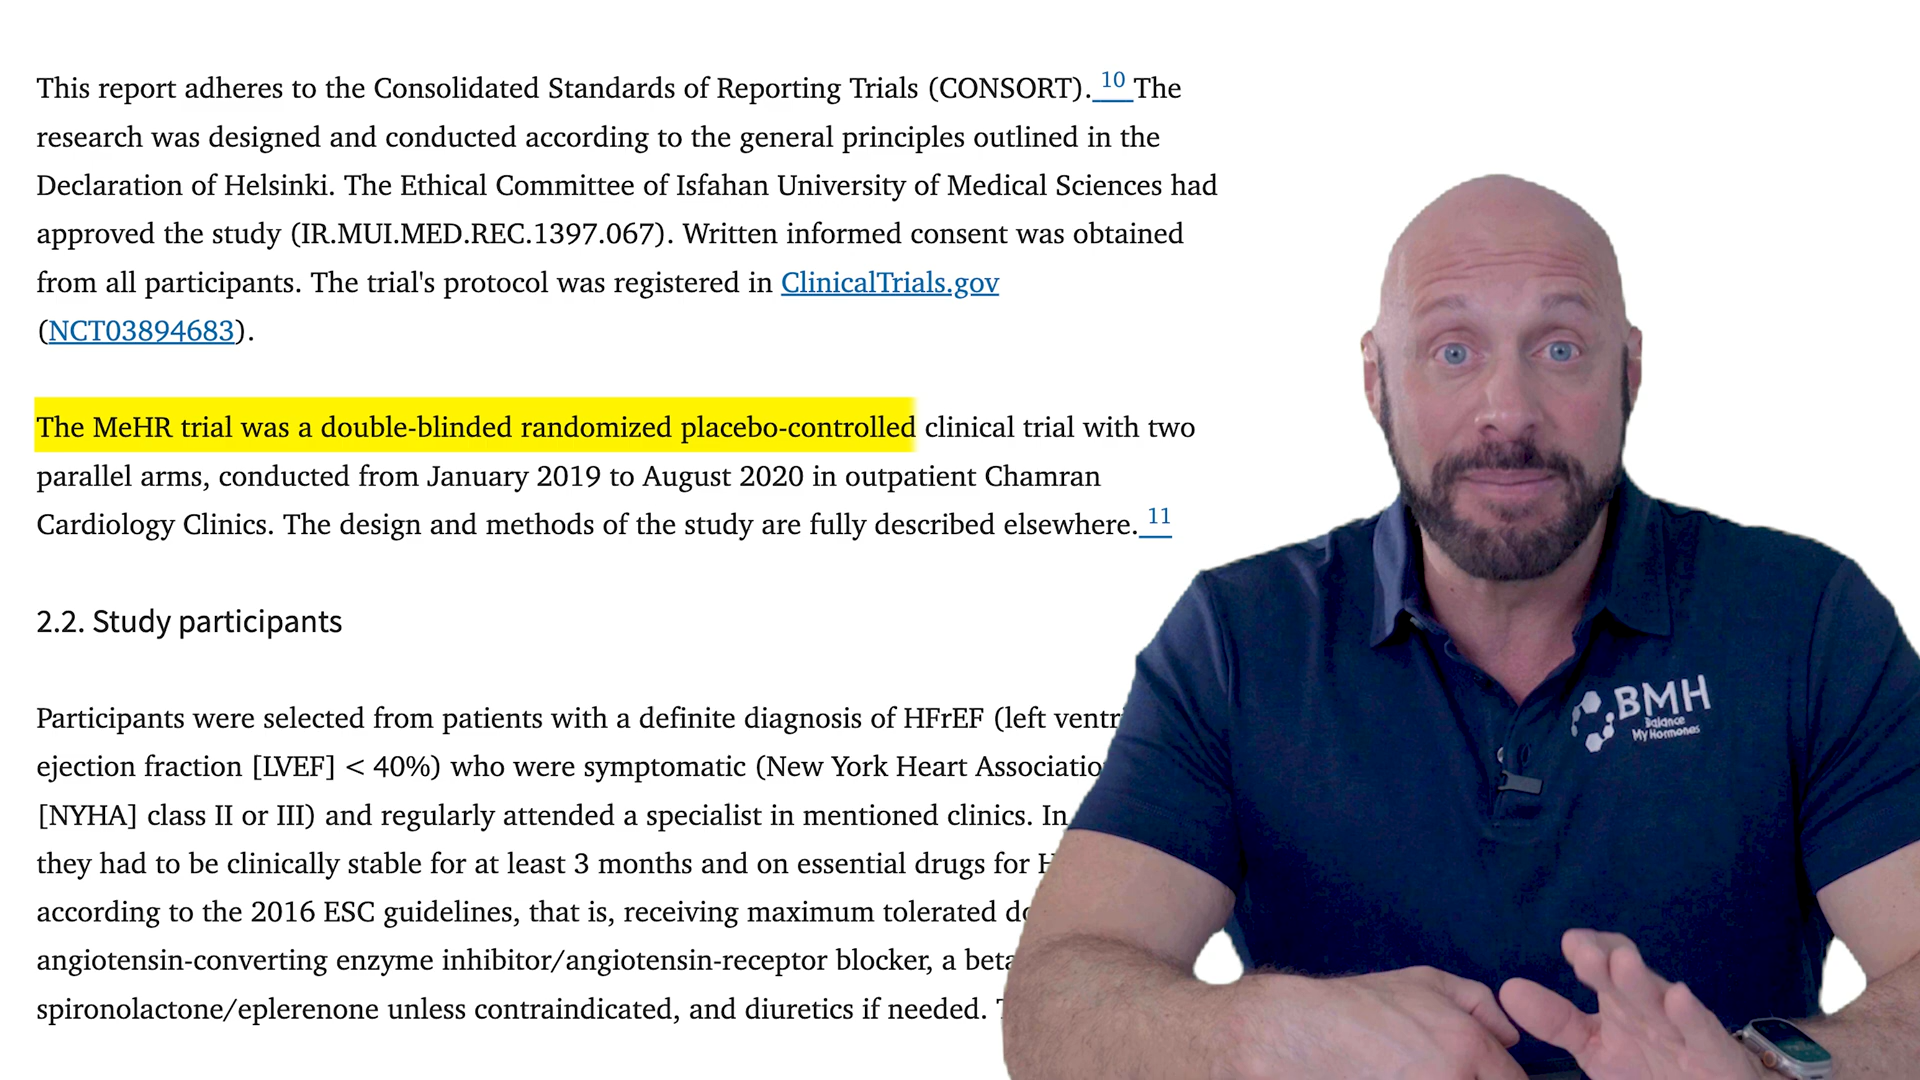 This report adheres to the Consolidated Standards of Reporting Trials (CONSORT). 10 The
research was designed and conducted according to the general principles outlined in the
Declaration of Helsinki. The Ethical Committee of Isfahan University of Medical Sciences had
approved the study (IR.MUI.MED.REC.1397.067). Written informed consent was obtained
from all participants. The trial's protocol was registered in ClinicalTrials.gov
(NCT03894683).
The MeHR trial was a double-blinded randomized placebo-controlled clinical trial with two
parallel arms, conducted from January 2019 to August 2020 in outpatient Chamran
Cardiology Clinics. The design and methods of the study are fully described elsewhere. 11
2.2. Study participants
Participants were selected from patients with a definite diagnosis of HFrEF (left ventr
ejection fraction [LVEF] < 40%) who were symptomatic (New York Heart Associatio
[NYHA] class II or III) and regularly attended a specialist in mentioned clinics. In
they had to be clinically stable for at least 3 months and on essential drugs for H
according to the 2016 ESC guidelines, that is, receiving maximum tolerated do
angiotensin-converting enzyme inhibitor/angiotensin-receptor blocker, a beta
spironolactone/eplerenone unless contraindicated, and diuretics if needed.
BMH
Balance
My Hormones